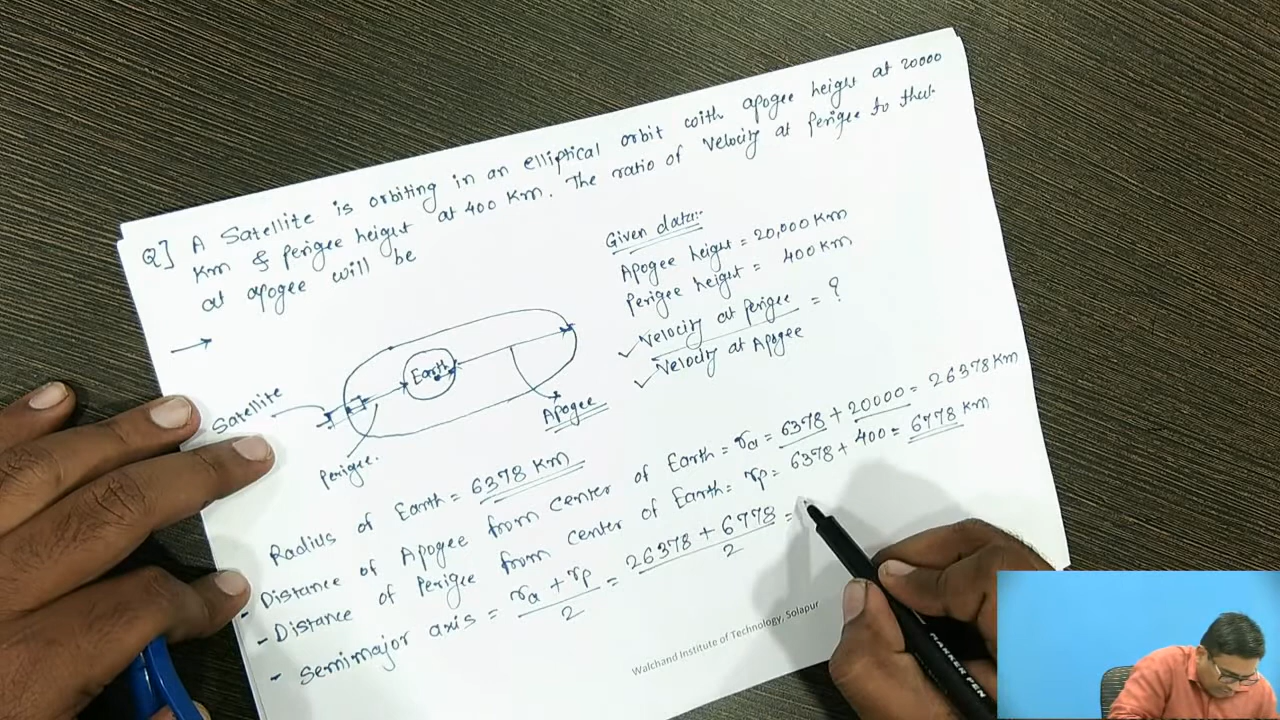 Q] A Satellite is orbiting in an elliptical orbit with apogee height at 20000
Km & perigee height at 400 Km. The ratio of Velocity at perigee to that
at apogee will be
Given data:-
Apogee height = 20,000 Km
Perigee height = 400 Km
✓ Velocity at perigee = ?
✓ Velocity at Apogee
Earth
Satellite
Apogee
Perigee.
Radius of Earth = 6378 Km
- Distance of Apogee from center of Earth = ra = 6378 + 20000 = 26378 Km
- Distance of Perigee from center of Earth = rp = 6378 + 400 = 6778 Km
- Semimajor axis = ra + rp / 2 = 26378 + 6778 / 2 =
Walchand Institute of Technology, Solapur
MARKER PEN